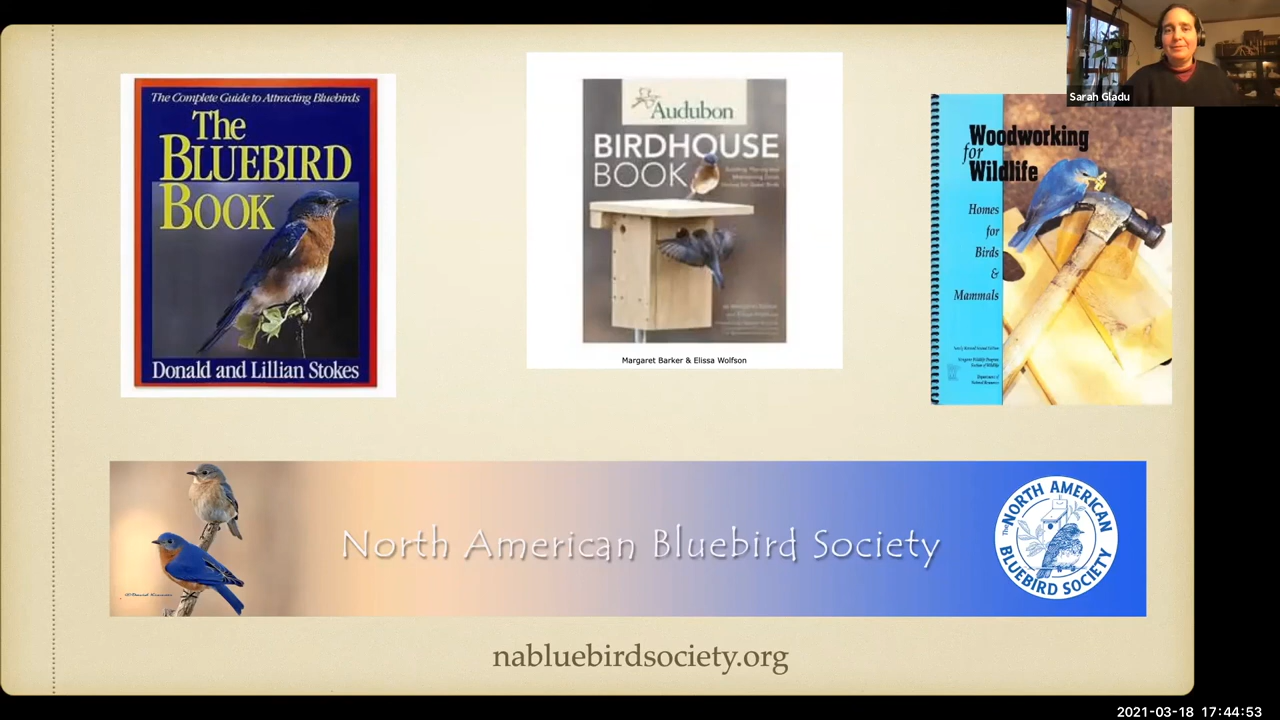 Sarah Gladu
The Complete Guide to Attracting Bluebirds
The
BLUEBIRD
BOOK
Donald and Lillian Stokes
Audubon
BIRDHOUSE
BOOK
Margaret Barker & Elissa Wolfson
Woodworking
for
Wildlife
Homes
for
Birds
&
Mammals
North American Bluebird Society
The NORTH AMERICAN
BLUEBIRD SOCIETY
nabluebirdsociety.org
2021-03-18 17:44:53